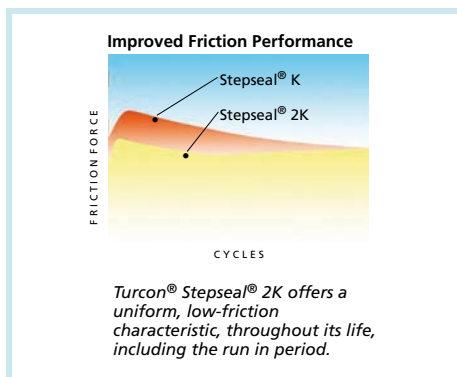 Improved Friction Performance
Stepseal® K
Stepseal® 2K
FRICTION FORCE
CYCLES
Turcon® Stepseal® 2K offers a
uniform, low-friction
characteristic, throughout its life,
including the run in period.